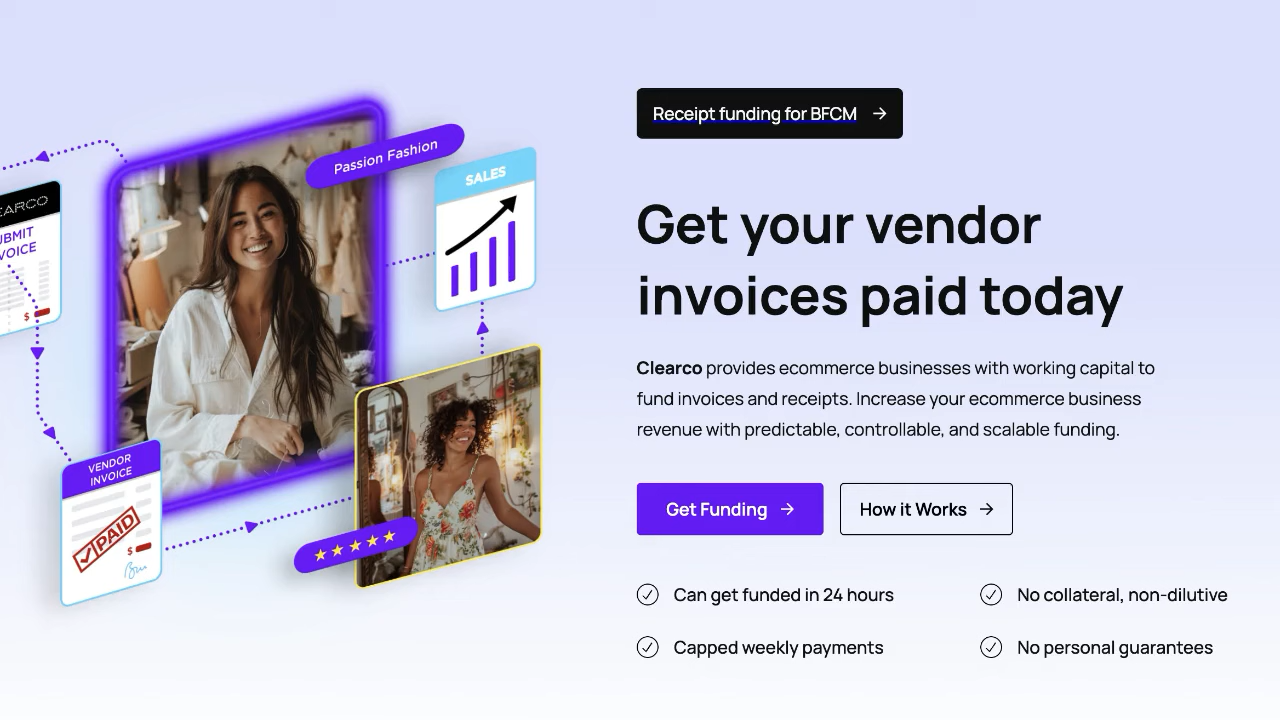 Receipt funding for BFCM
Get your vendor
invoices paid today
Clearco provides ecommerce businesses with working capital to
fund invoices and receipts. Increase your ecommerce business
revenue with predictable, controllable, and scalable funding.
Get Funding
How it Works
Can get funded in 24 hours
No collateral, non-dilutive
Capped weekly payments
No personal guarantees
Passion Fashion
SALES
EARCO
UBMIT
VOICE
$
VENDOR
INVOICE
PAID
$